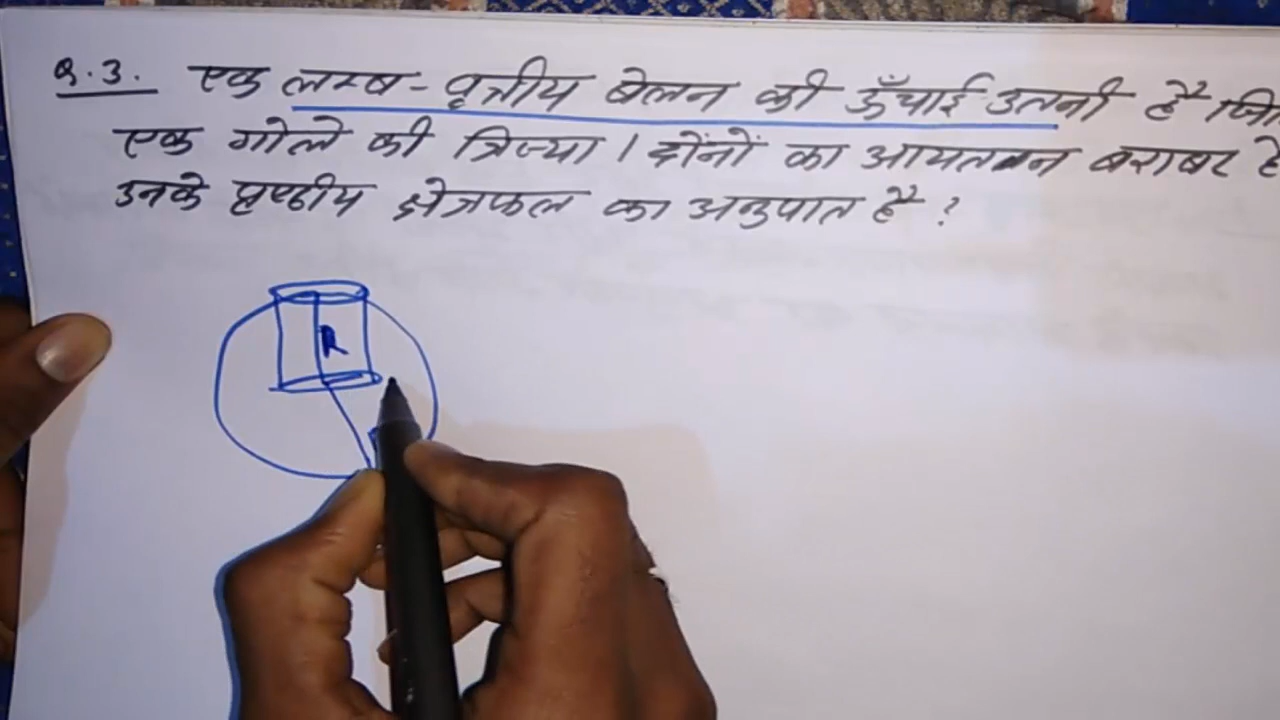 Q.3. एक लम्ब-वृत्तीय बेलन की ऊँचाई उतनी है
एक गोले की त्रिज्या। दोनों का आयतन बराबर है
उनके पृष्ठीय क्षेत्रफल का अनुपात है ?
R